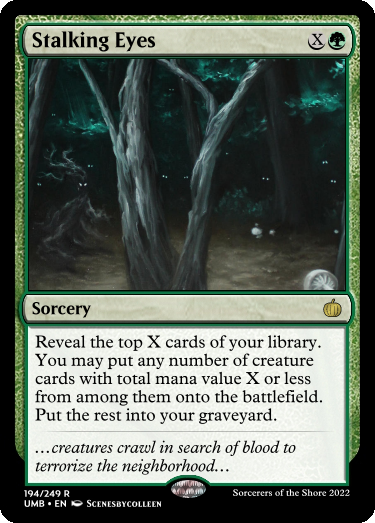 Stalking Eyes X
Sorcery
Reveal the top X cards of your library.
You may put any number of creature
cards with total mana value X or less
from among them onto the battlefield.
Put the rest into your graveyard.
…creatures crawl in search of blood to
terrorize the neighborhood…
194/249 R
Sorcerers of the Shore 2022
UMB • EN SCENESBYCOLLEEN